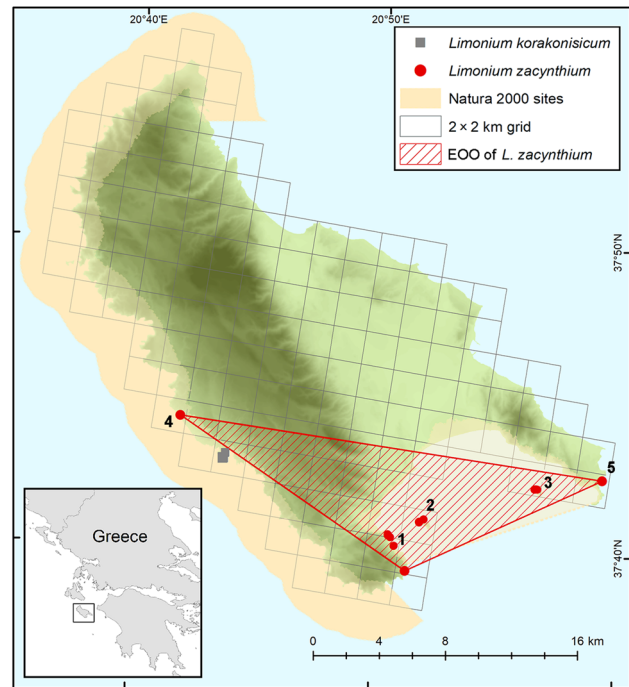 20°40'E 20°50'E
Limonium korakonisicum
Limonium zacynthium
Natura 2000 sites
2 × 2 km grid
EOO of L. zacynthium
37°50'N
4
5
3
2
1
Greece
37°40'N
0 4 8 12 16 km